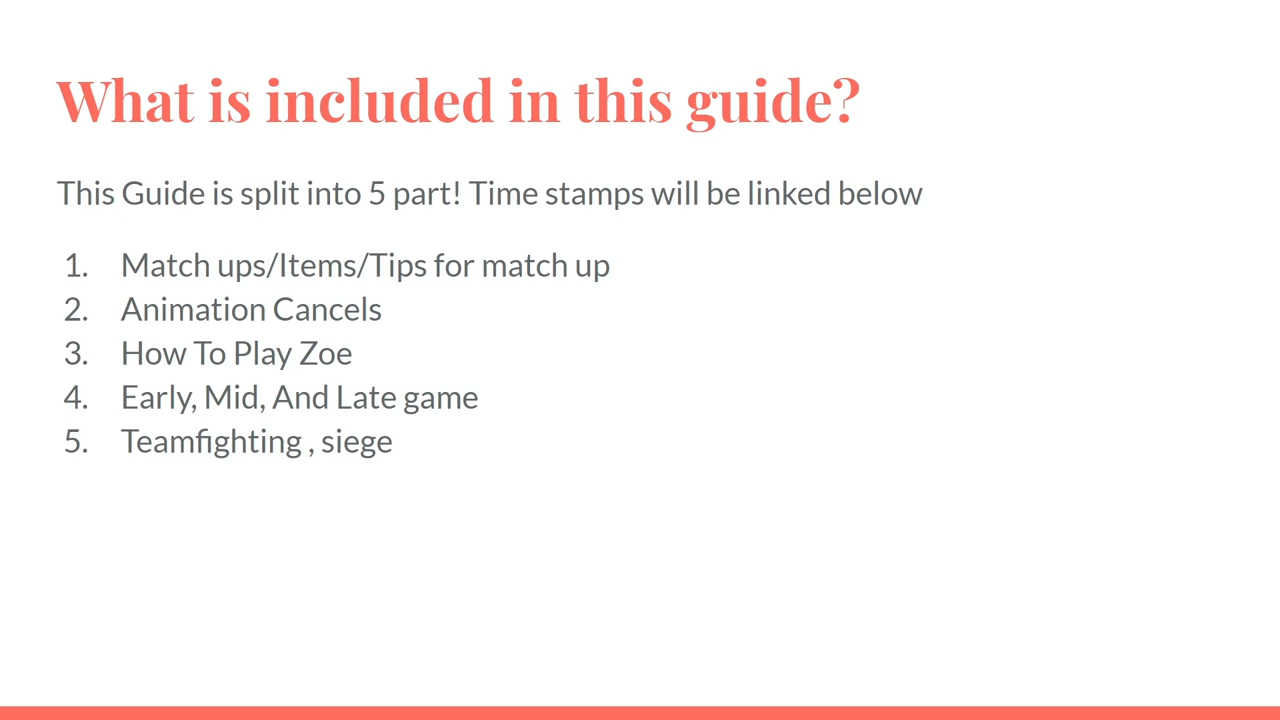 What is included in this guide?
This Guide is split into 5 part! Time stamps will be linked below
1. Match ups/Items/Tips for match up
2. Animation Cancels
3. How To Play Zoe
4. Early, Mid, And Late game
5. Teamfighting , siege